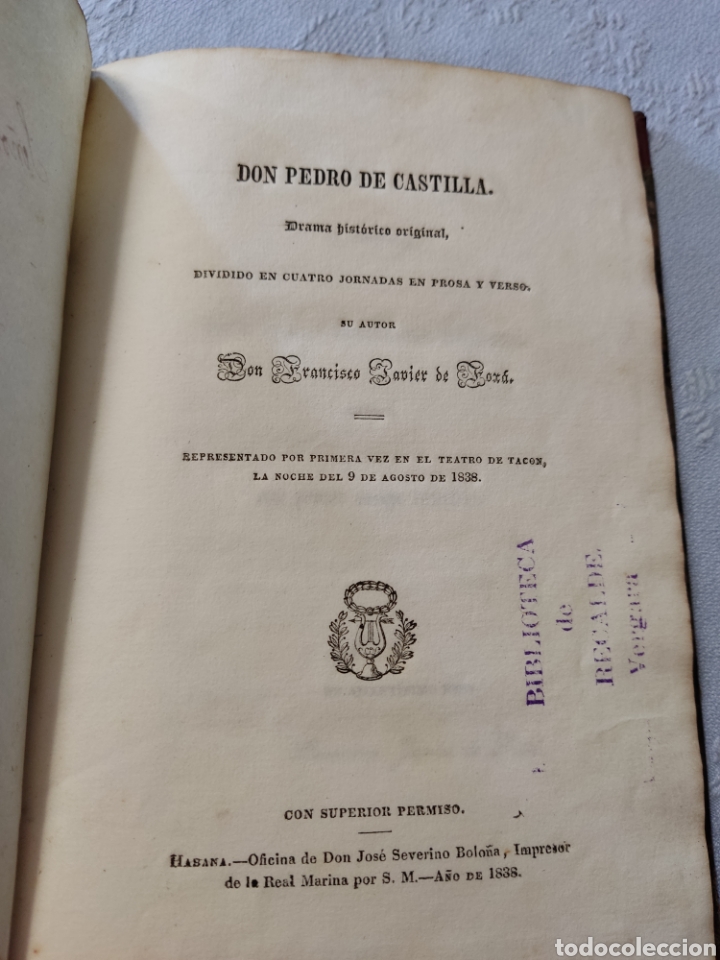 DON PEDRO DE CASTILLA.
Drama histórico original,
DIVIDIDO EN CUATRO JORNADAS EN PROSA Y VERSO.
SU AUTOR
Don Francisco Javier de Foxá.
REPRESENTADO POR PRIMERA VEZ EN EL TEATRO DE TACON,
LA NOCHE DEL 9 DE AGOSTO DE 1838.
BIBLIOTECA
de
RECALDE
Vergara
CON SUPERIOR PERMISO.
HABANA.—Oficina de Don José Severino Boloña, Impresor
de la Real Marina por S. M.—AÑO DE 1838.
todocoleccion